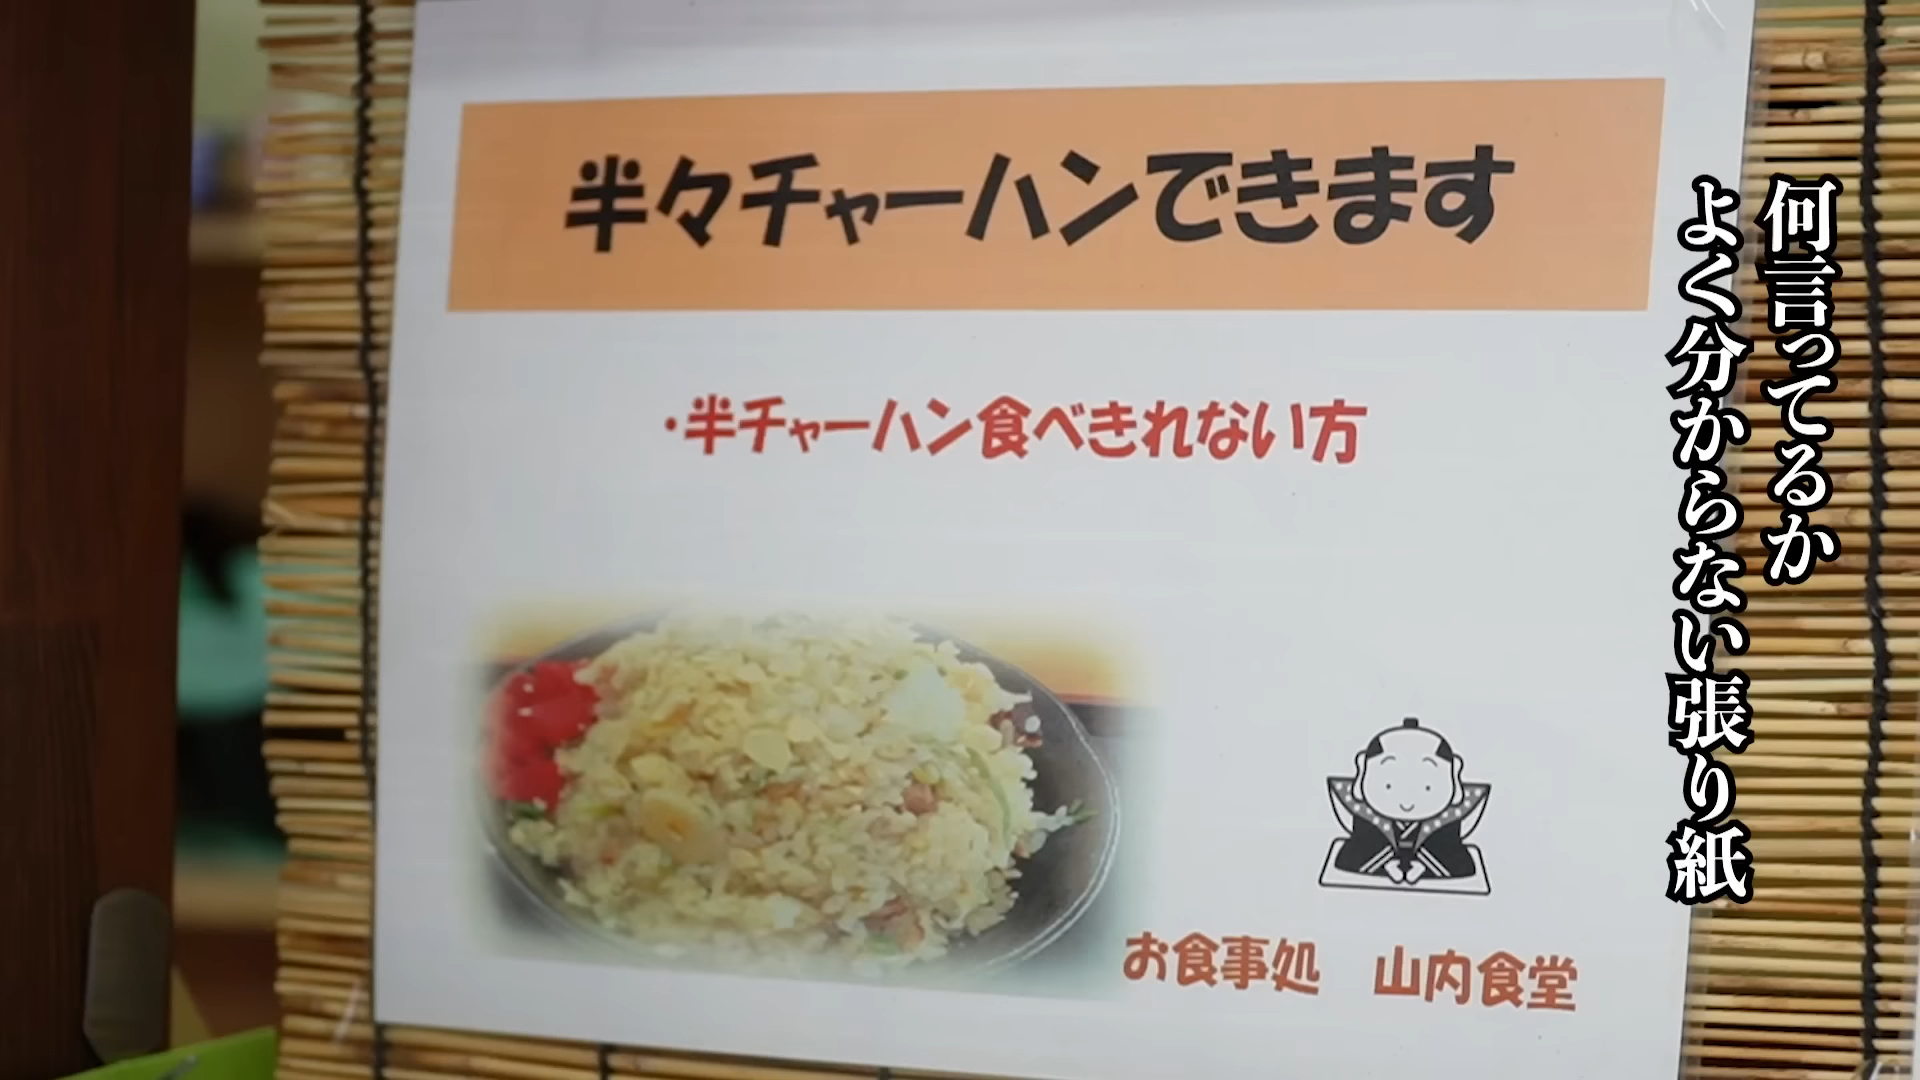 半々チャーハンできます
・半チャーハン食べきれない方
お食事処　山内食堂
何言ってるか
よく分からない張り紙